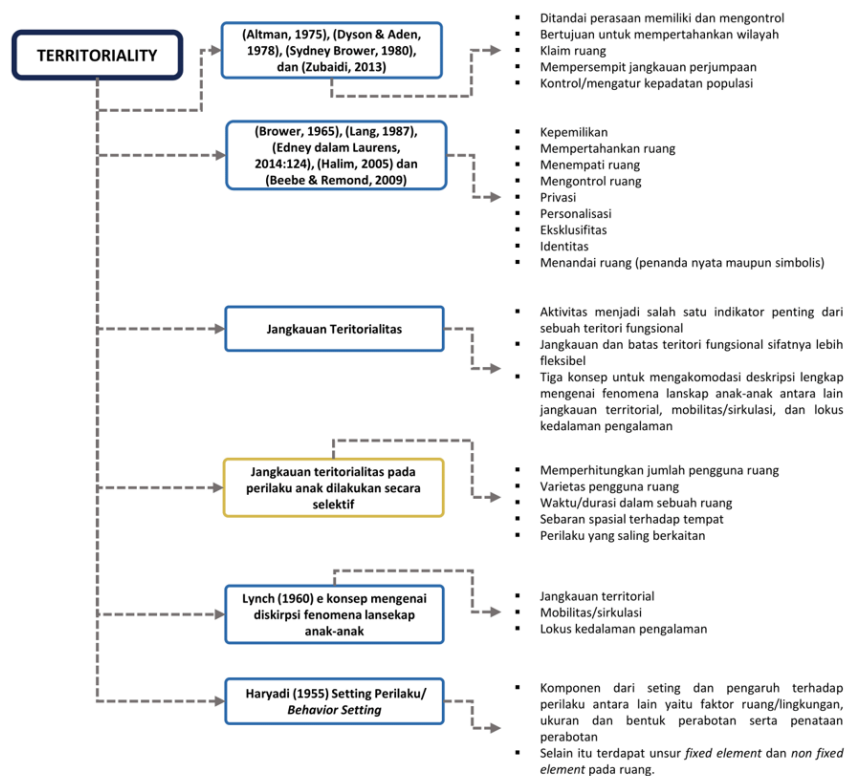 TERRITORIALITY
(Altman, 1975), (Dyson & Aden,
1978), (Sydney Brower, 1980),
dan (Zubaidi, 2013)
▪ Ditandai perasaan memiliki dan mengontrol
▪ Bertujuan untuk mempertahankan wilayah
▪ Klaim ruang
▪ Mempersempit jangkauan perjumpaan
▪ Kontrol/mengatur kepadatan populasi
(Brower, 1965), (Lang, 1987),
(Edney dalam Laurens,
2014:124), (Halim, 2005) dan
(Beebe & Remond, 2009)
▪ Kepemilikan
▪ Mempertahankan ruang
▪ Menempati ruang
▪ Mengontrol ruang
▪ Privasi
▪ Personalisasi
▪ Eksklusifitas
▪ Identitas
▪ Menandai ruang (penanda nyata maupun simbolis)
Jangkauan Teritorialitas
▪ Aktivitas menjadi salah satu indikator penting dari
sebuah teritori fungsional
▪ Jangkauan dan batas teritori fungsional sifatnya lebih
fleksibel
▪ Tiga konsep untuk mengakomodasi deskripsi lengkap
mengenai fenomena lanskap anak-anak antara lain
jangkauan territorial, mobilitas/sirkulasi, dan lokus
kedalaman pengalaman
Jangkauan teritorialitas pada
perilaku anak dilakukan secara
selektif
▪ Memperhitungkan jumlah pengguna ruang
▪ Varietas pengguna ruang
▪ Waktu/durasi dalam sebuah ruang
▪ Sebaran spasial terhadap tempat
▪ Perilaku yang saling berkaitan
Lynch (1960) e konsep mengenai
diskirpsi fenomena lansekap
anak-anak
▪ Jangkauan territorial
▪ Mobilitas/sirkulasi
▪ Lokus kedalaman pengalaman
Haryadi (1955) Setting Perilaku/
Behavior Setting
▪ Komponen dari seting dan pengaruh terhadap
perilaku antara lain yaitu faktor ruang/lingkungan,
ukuran dan bentuk perabotan serta penataan
perabotan
▪ Selain itu terdapat unsur fixed element dan non fixed
element pada ruang.